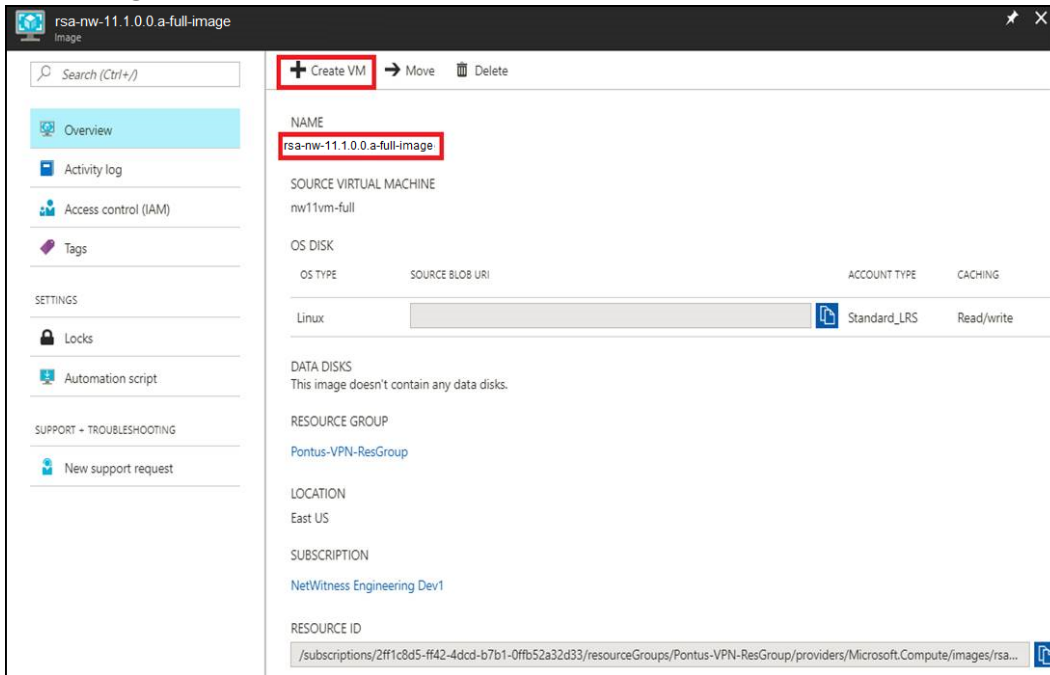 rsa-nw-11.1.0.0.a-full-image
Image
Search (Ctrl+/)
Overview
Activity log
Access control (IAM)
Tags
SETTINGS
Locks
Automation script
SUPPORT + TROUBLESHOOTING
New support request
Create VM Move Delete
NAME
rsa-nw-11.1.0.0.a-full-image
SOURCE VIRTUAL MACHINE
nw11vm-full
OS DISK
OS TYPE SOURCE BLOB URI ACCOUNT TYPE CACHING
Linux Standard_LRS Read/write
DATA DISKS
This image doesn't contain any data disks.
RESOURCE GROUP
Pontus-VPN-ResGroup
LOCATION
East US
SUBSCRIPTION
NetWitness Engineering Dev1
RESOURCE ID
/subscriptions/2ff1c8d5-ff42-4dcd-b7b1-0ffb52a32d33/resourceGroups/Pontus-VPN-ResGroup/providers/Microsoft.Compute/images/rsa...